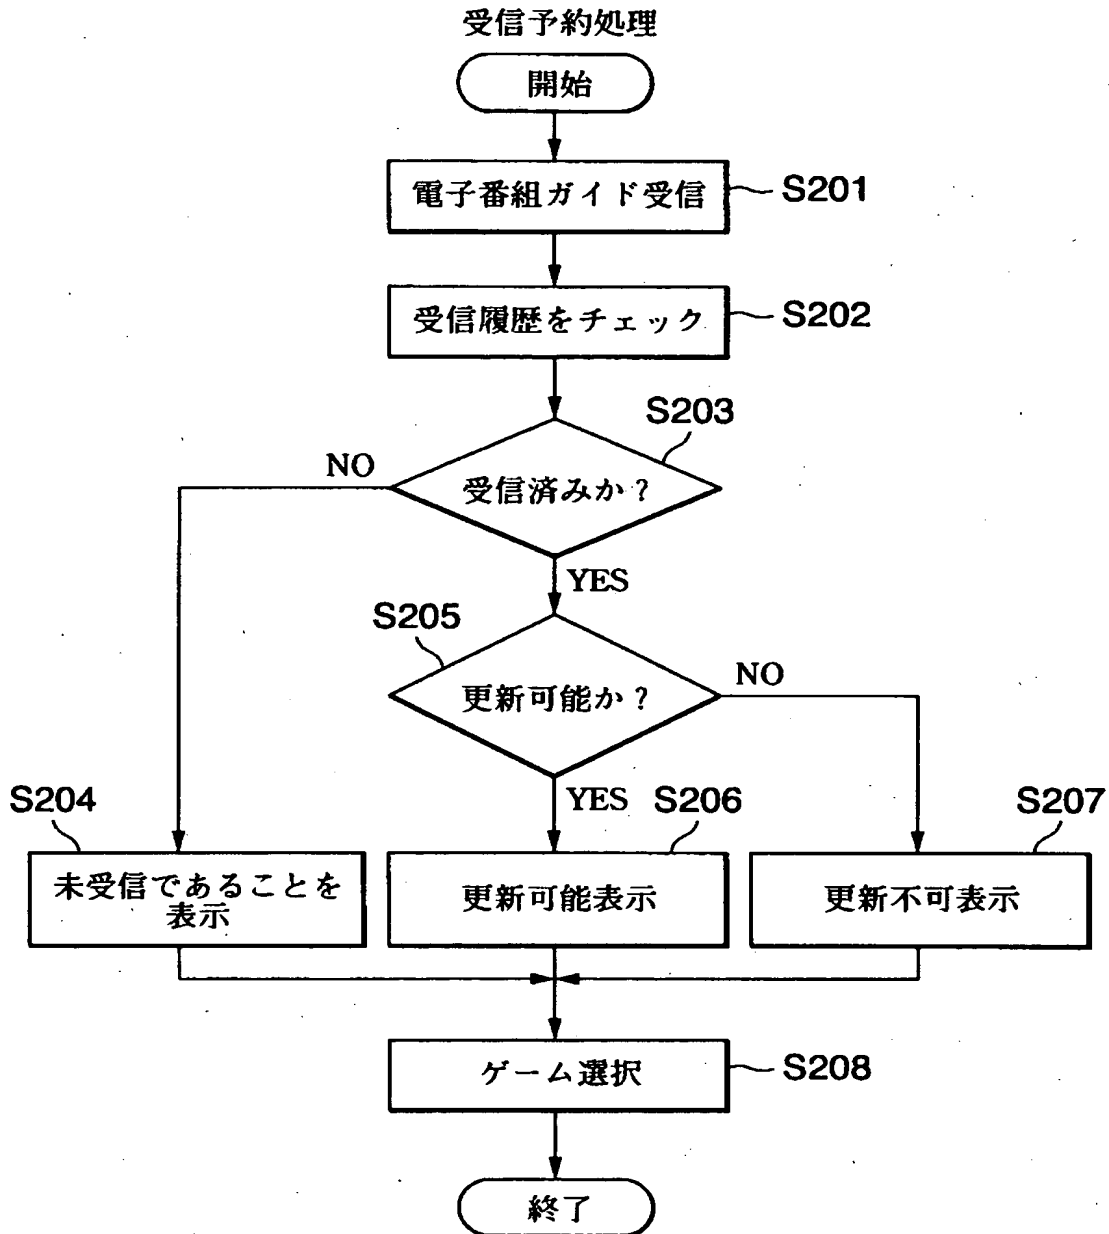 受信予約処理
開始
電子番組ガイド受信
S201
受信履歴をチェック
S202
S203
NO
受信済みか？
YES
S205
更新可能か？
NO
YES
S204
S206
S207
未受信であることを
表示
更新可能表示
更新不可表示
ゲーム選択
S208
終了